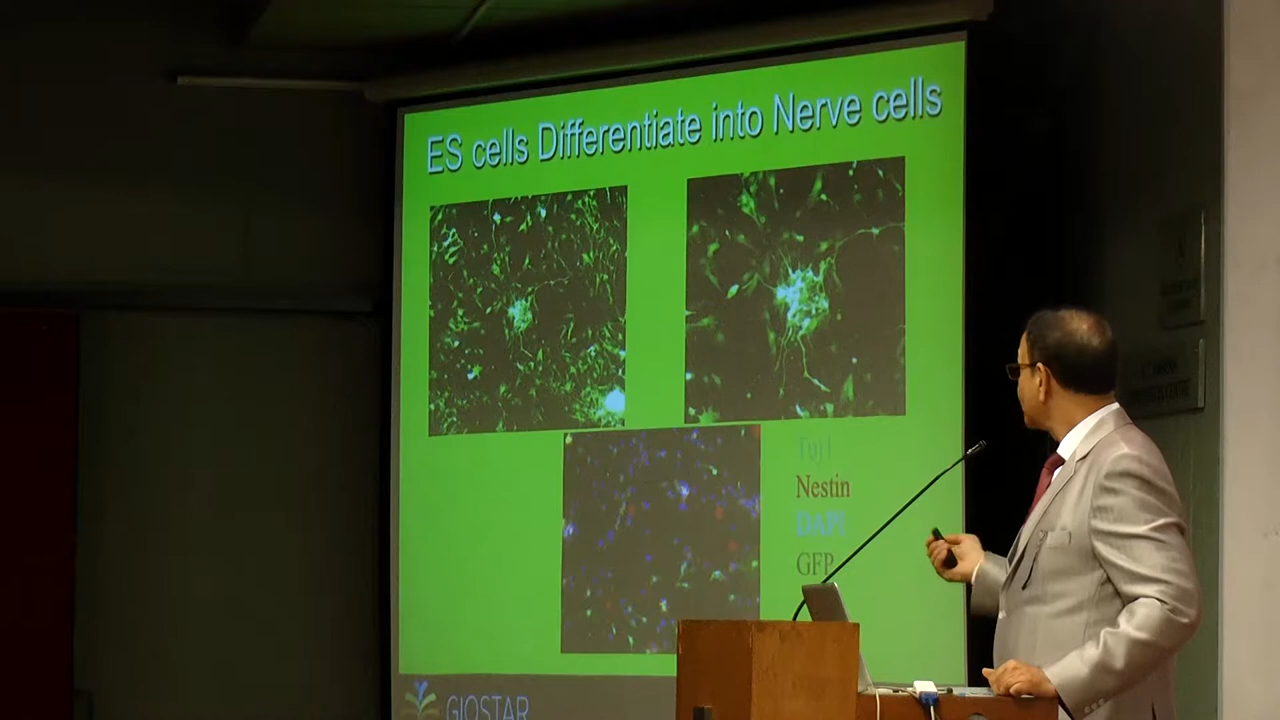 ES cells Differentiate into Nerve cells
Tuj1
Nestin
DAPI
GFP
GIOSTAR